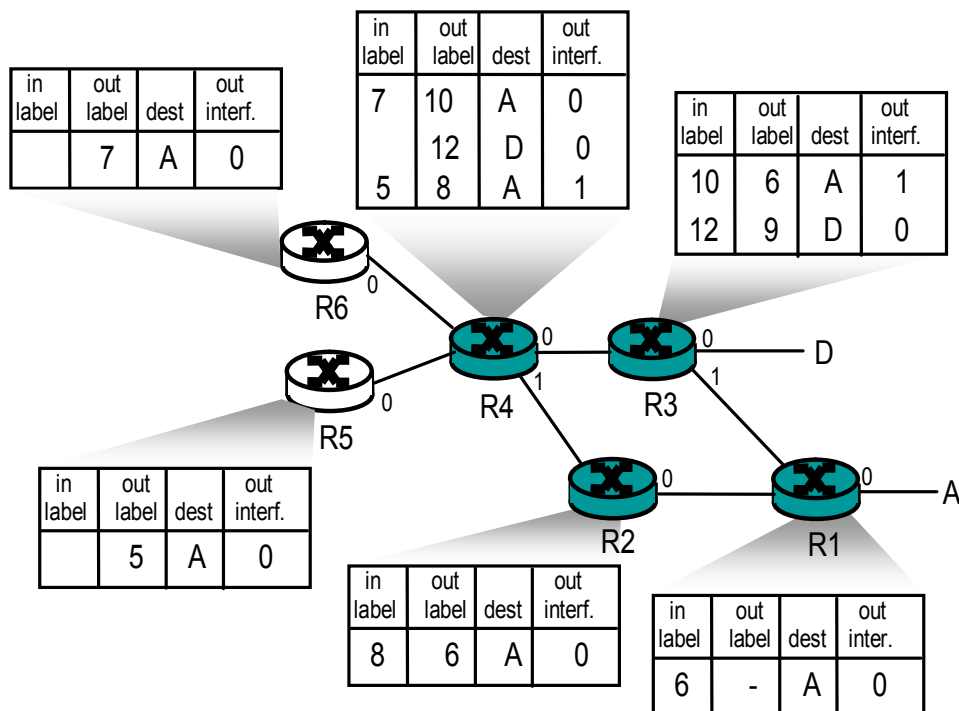 in out dest out
label label interf.
7 10 A 0
12 D 0
5 8 A 1
in out dest out
label label interf.
7 A 0
in out dest out
label label interf.
10 6 A 1
12 9 D 0
0
R6
0
R5
0
1
R4
0
1
R3
D
in out dest out
label label interf.
5 A 0
0
R2
0
R1
A
in out dest out
label label interf.
8 6 A 0
in out dest out
label label inter.
6 - A 0